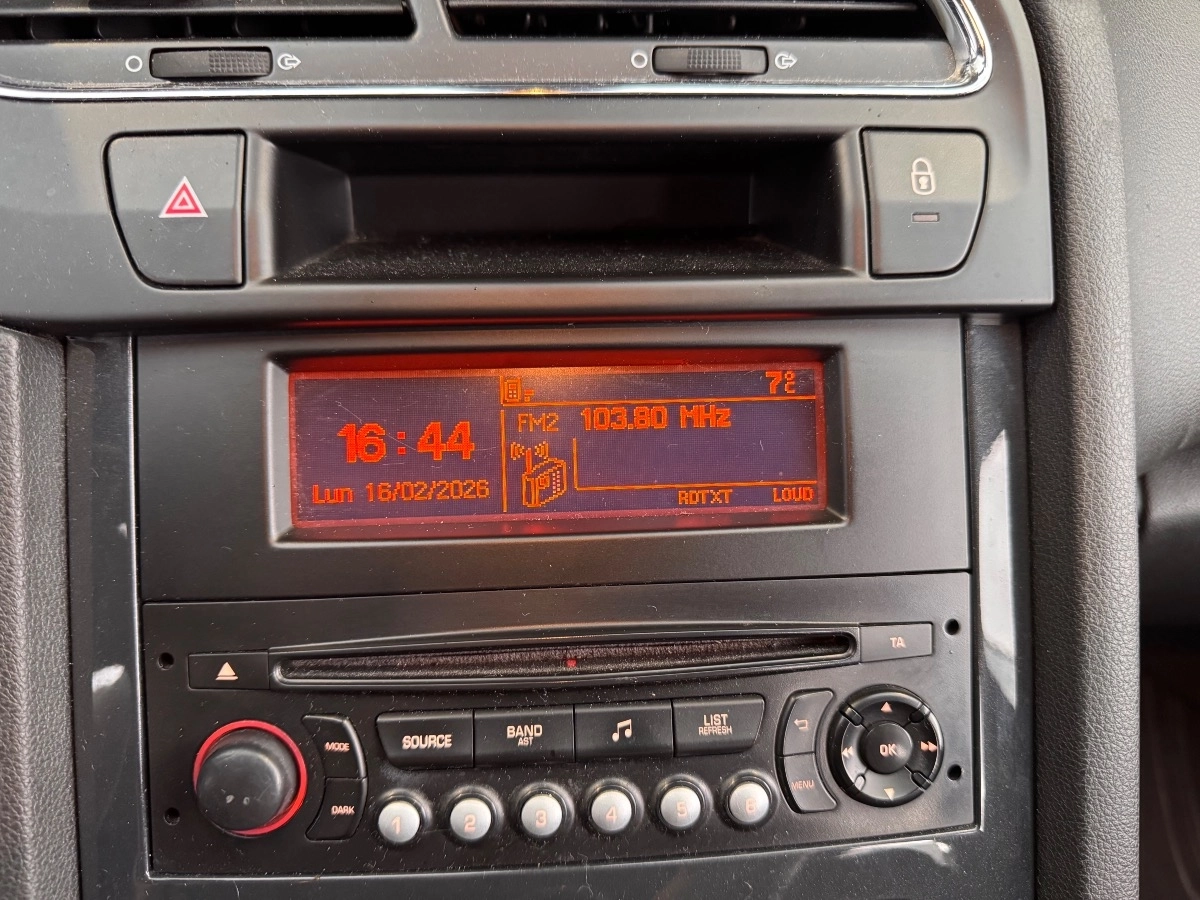 7°C
FM2 103.80 MHz
16:44
Lun 16/02/2026
RDTXT LOUD
TA
MODE
SOURCE
BAND
AST
LIST
REFRESH
OK
DARK
MENU
1 2 3 4 5 6